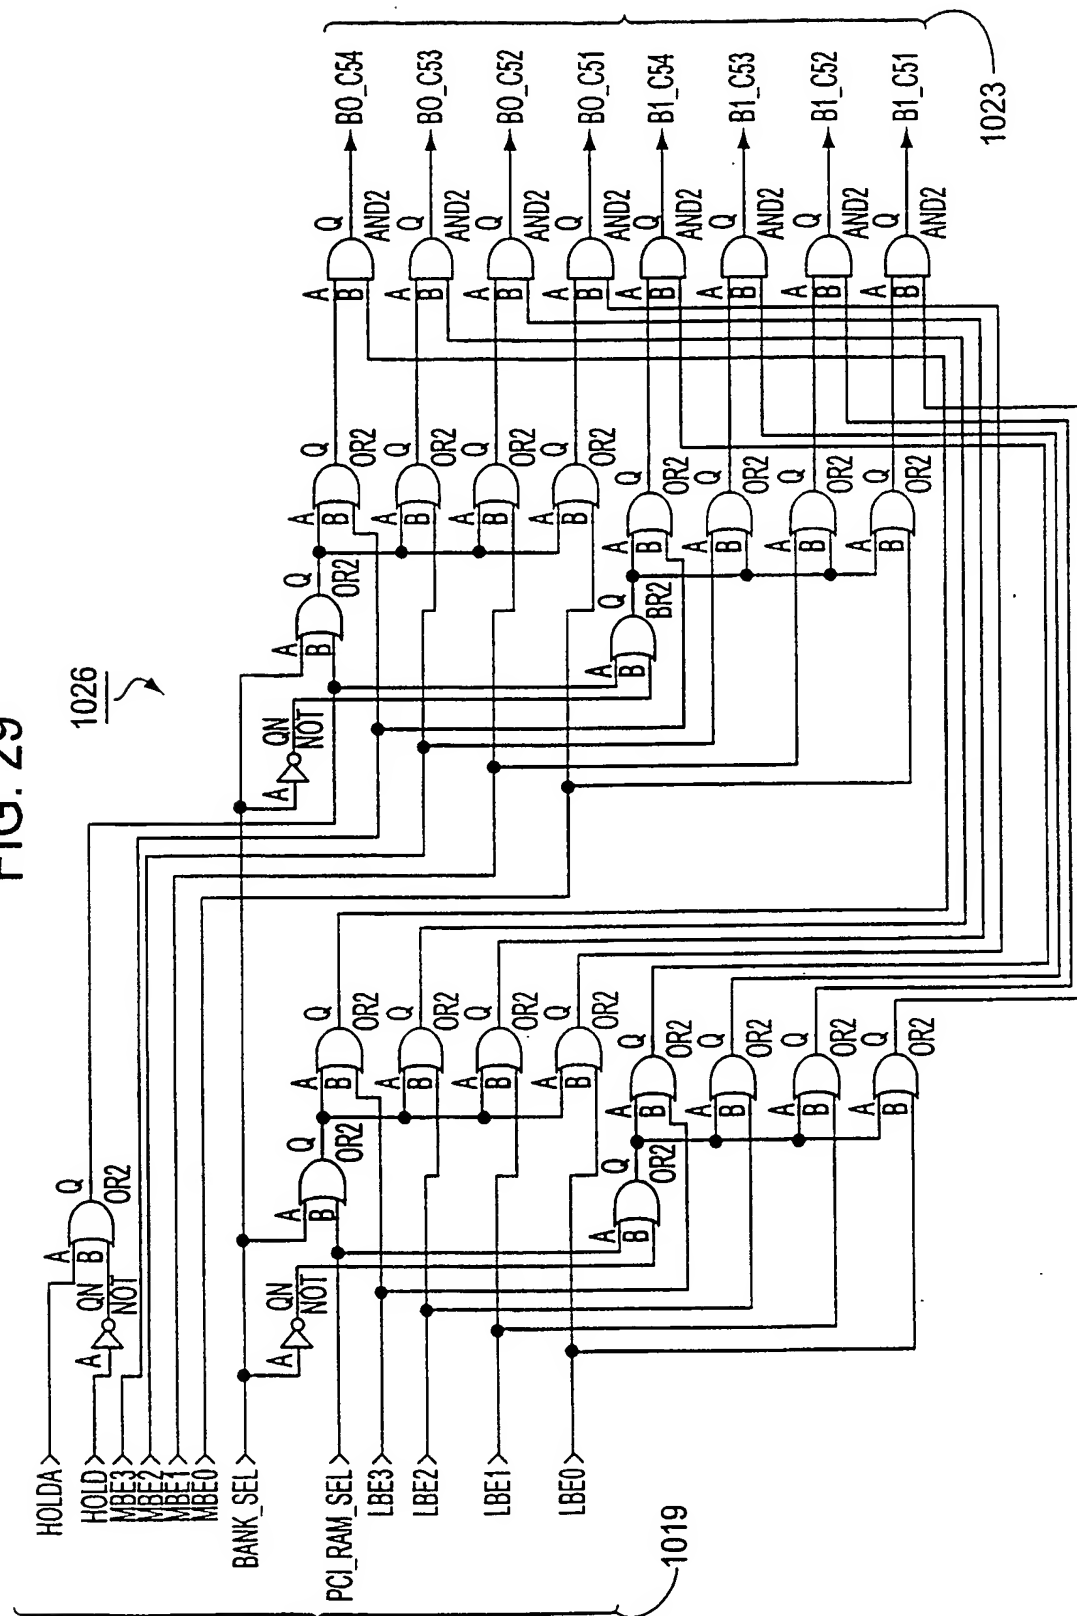 FIG. 29
1026
HOLDA
HOLD
MBE3
MBE2
MBE1
MBE0
BANK_SEL
PCI_RAM_SEL
LBE3
LBE2
LBE1
LBE0
1019
A
QN
NOT
A
B
Q
OR2
A
QN
NOT
A
B
Q
OR2
A
B
Q
OR2
A
B
Q
OR2
A
B
Q
OR2
A
B
Q
OR2
A
B
Q
OR2
A
B
Q
OR2
A
B
Q
OR2
A
B
Q
OR2
A
B
Q
OR2
A
QN
NOT
A
B
Q
OR2
A
B
Q
BR2
A
B
Q
OR2
A
B
Q
OR2
A
B
Q
OR2
A
B
Q
OR2
A
B
Q
OR2
A
B
Q
OR2
A
B
Q
OR2
A
B
Q
OR2
A
B
Q
AND2
B0_C54
A
B
Q
AND2
B0_C53
A
B
Q
AND2
B0_C52
A
B
Q
AND2
B0_C51
A
B
Q
AND2
B1_C54
A
B
Q
AND2
B1_C53
A
B
Q
AND2
B1_C52
A
B
Q
AND2
B1_C51
1023